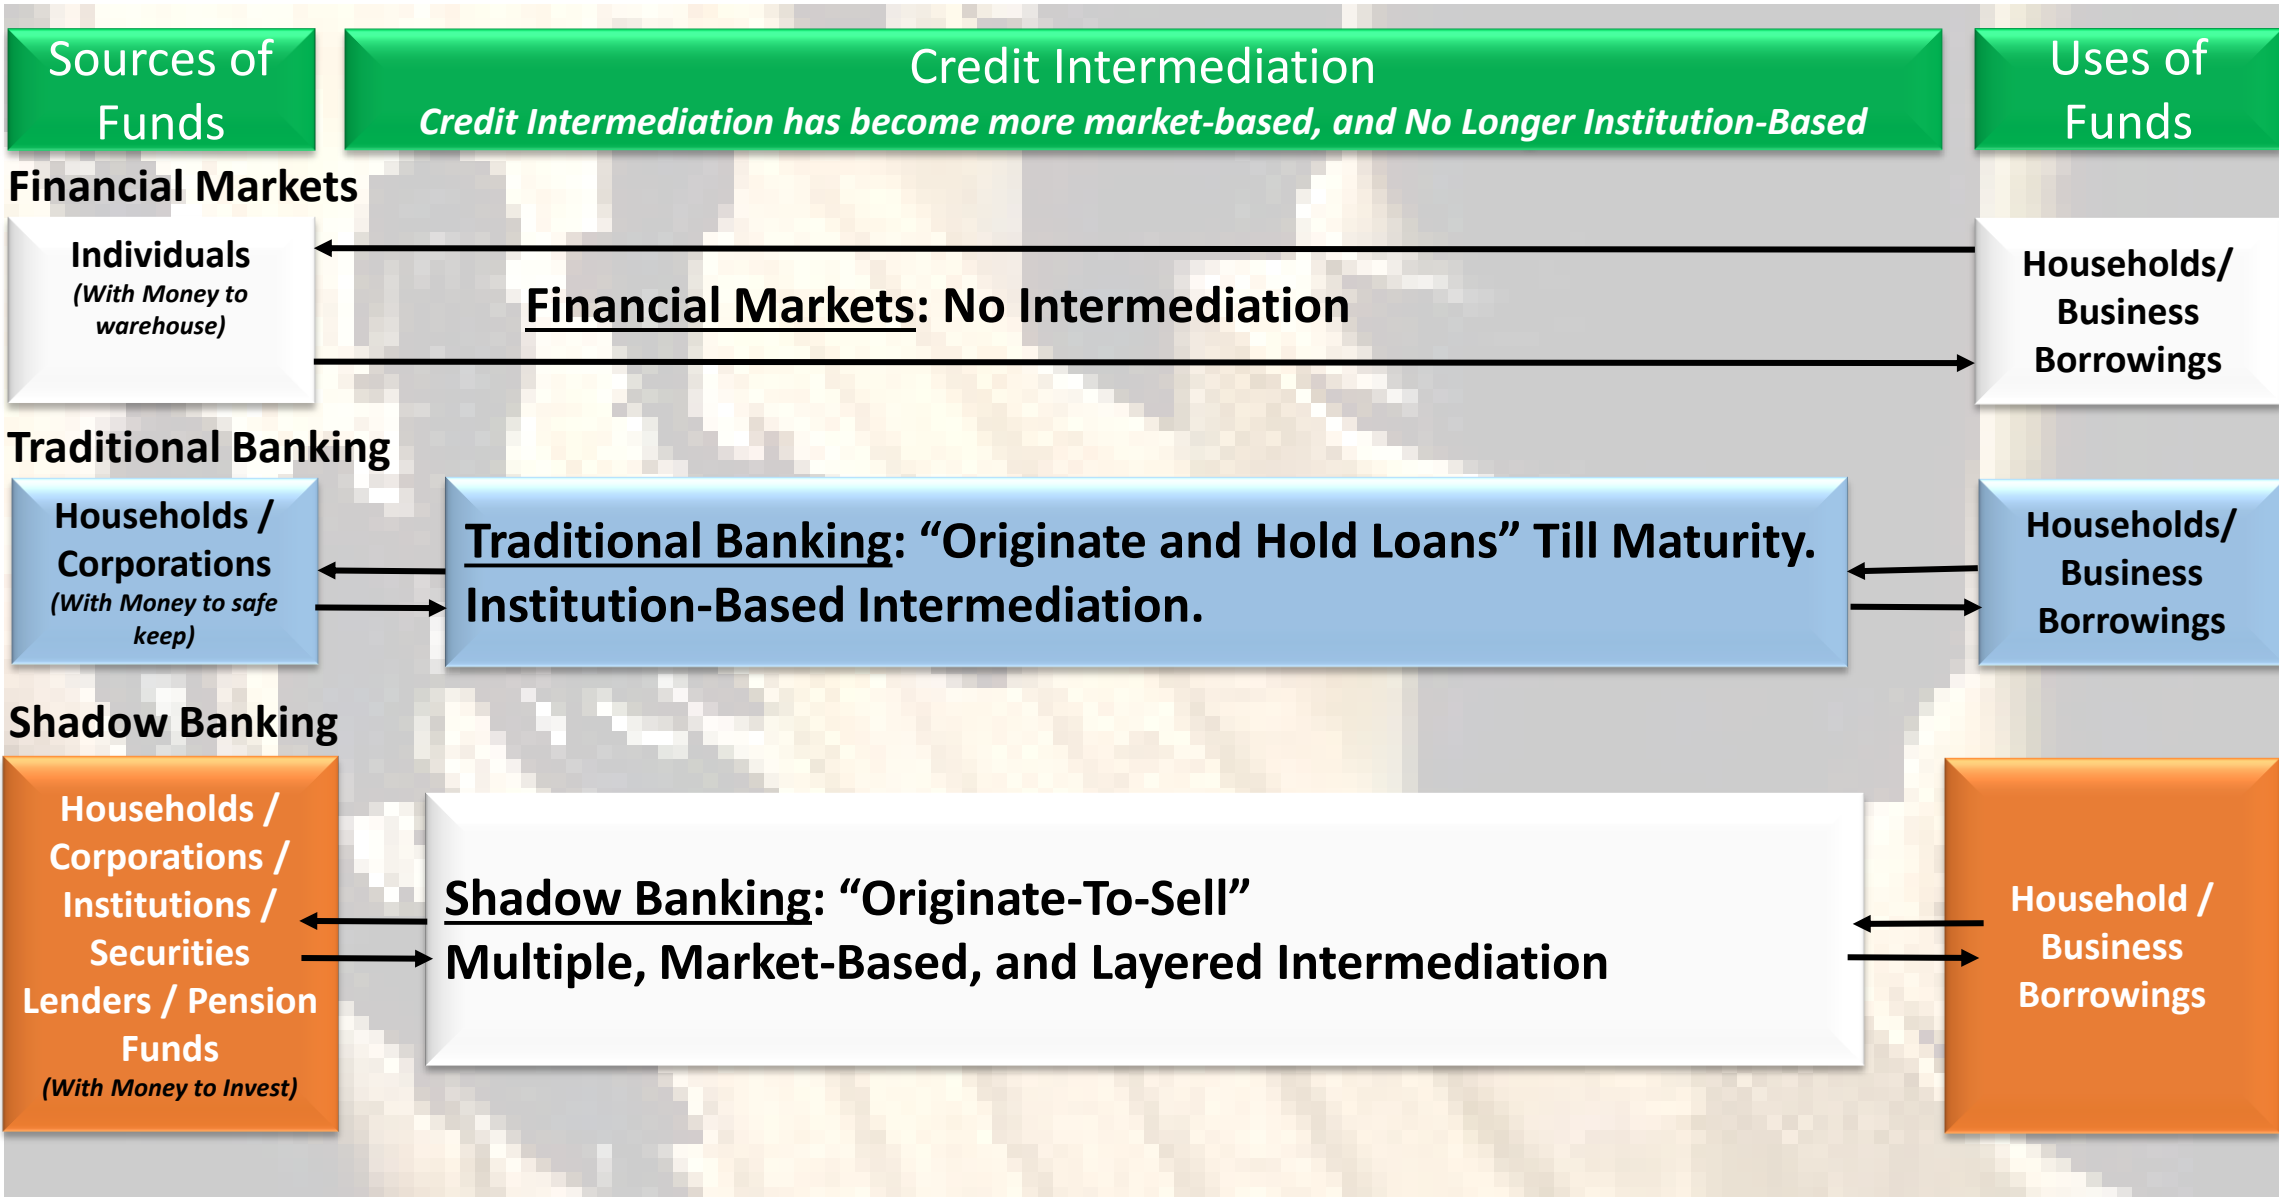 Sources of
Funds
Credit Intermediation
Credit Intermediation has become more market-based, and No Longer Institution-Based
Uses of
Funds
Financial Markets
Individuals
(With Money to
warehouse)
Financial Markets: No Intermediation
Households/
Business
Borrowings
Traditional Banking
Households /
Corporations
(With Money to safe
keep)
Traditional Banking: “Originate and Hold Loans” Till Maturity.
Institution-Based Intermediation.
Households/
Business
Borrowings
Shadow Banking
Households /
Corporations /
Institutions /
Securities
Lenders / Pension
Funds
(With Money to Invest)
Shadow Banking: “Originate-To-Sell”
Multiple, Market-Based, and Layered Intermediation
Household /
Business
Borrowings